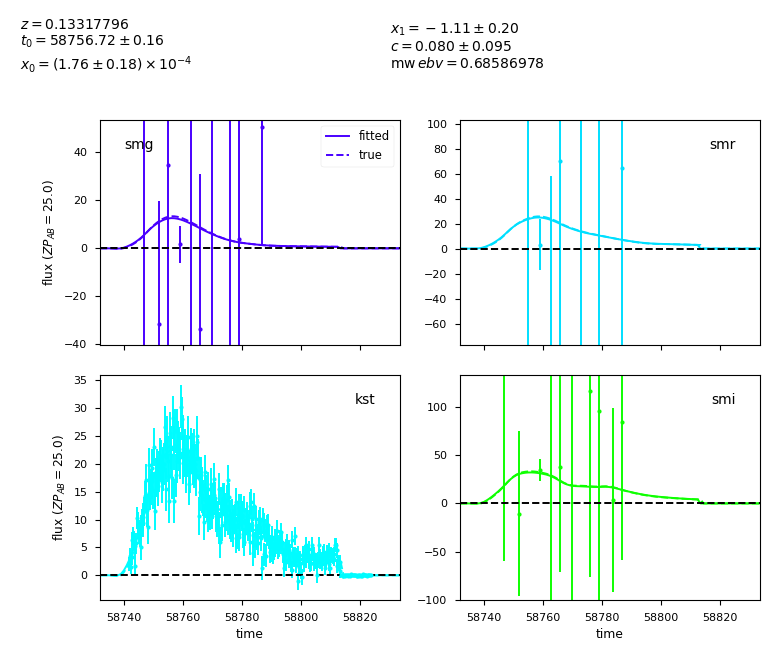 z = 0.13317796
t₀ = 58756.72 ± 0.16
x₀ = (1.76 ± 0.18) × 10⁻⁴
x₁ = −1.11 ± 0.20
c = 0.080 ± 0.095
mw ebv = 0.68586978
smg
fitted
true
40
20
0
−20
−40
flux (ZP_AB = 25.0)
smr
100
80
60
40
20
0
−20
−40
−60
kst
35
30
25
20
15
10
5
0
flux (ZP_AB = 25.0)
58740 58760 58780 58800 58820
time
smi
100
50
0
−50
−100
58740 58760 58780 58800 58820
time